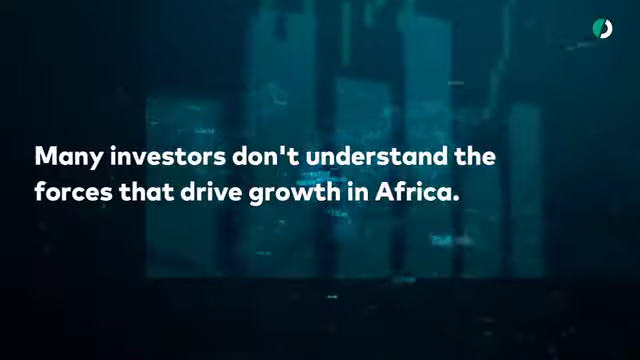 Many investors don't understand the
forces that drive growth in Africa.